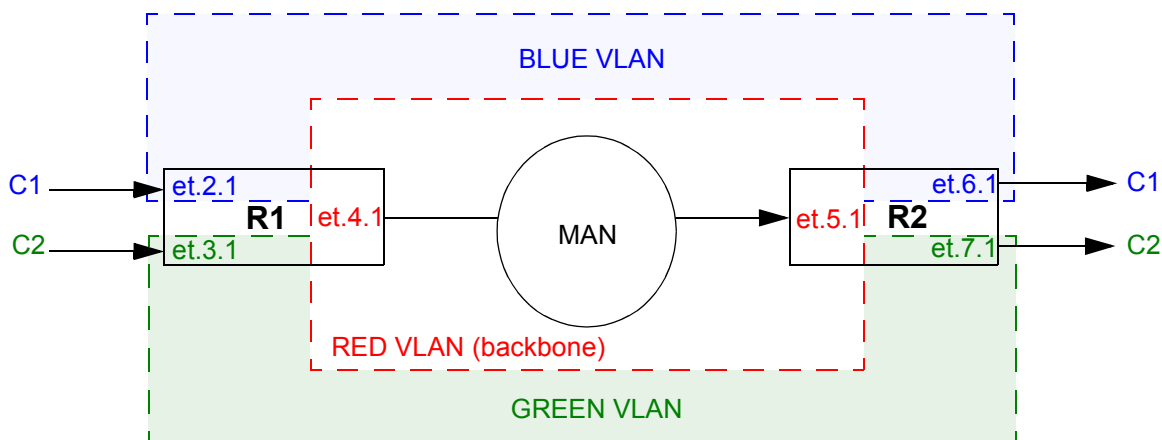 BLUE VLAN
C1 et.2.1 et.6.1 C1
R1 et.4.1 MAN et.5.1 R2
C2 et.3.1 et.7.1 C2
RED VLAN (backbone)
GREEN VLAN